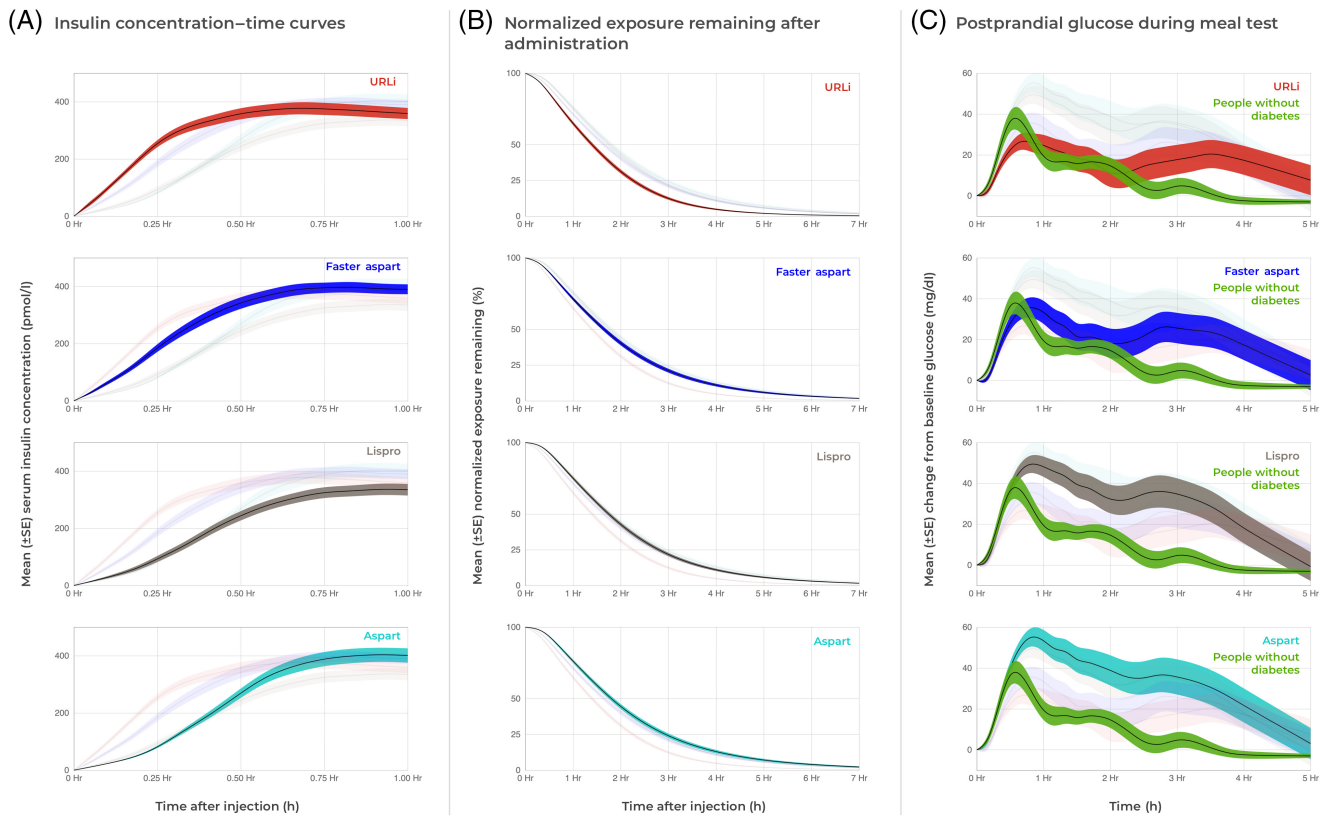 (A) Insulin concentration–time curves
(B) Normalized exposure remaining after
administration
(C) Postprandial glucose during meal test
Mean (±SE) serum insulin concentration (pmol/l)
URLi
400
200
0
0 Hr 0.25 Hr 0.50 Hr 0.75 Hr 1.00 Hr
Faster aspart
400
200
0
0 Hr 0.25 Hr 0.50 Hr 0.75 Hr 1.00 Hr
Lispro
400
200
0
0 Hr 0.25 Hr 0.50 Hr 0.75 Hr 1.00 Hr
Aspart
400
200
0
0 Hr 0.25 Hr 0.50 Hr 0.75 Hr 1.00 Hr
Time after injection (h)
Mean (±SE) normalized exposure remaining (%)
URLi
100
75
50
25
0
0 Hr 1 Hr 2 Hr 3 Hr 4 Hr 5 Hr 6 Hr 7 Hr
Faster aspart
100
75
50
25
0
0 Hr 1 Hr 2 Hr 3 Hr 4 Hr 5 Hr 6 Hr 7 Hr
Lispro
100
75
50
25
0
0 Hr 1 Hr 2 Hr 3 Hr 4 Hr 5 Hr 6 Hr 7 Hr
Aspart
100
75
50
25
0
0 Hr 1 Hr 2 Hr 3 Hr 4 Hr 5 Hr 6 Hr 7 Hr
Time after injection (h)
Mean (±SE) change from baseline glucose (mg/dl)
URLi
People without
diabetes
60
40
20
0
0 Hr 1 Hr 2 Hr 3 Hr 4 Hr 5 Hr
Faster aspart
People without
diabetes
60
40
20
0
0 Hr 1 Hr 2 Hr 3 Hr 4 Hr 5 Hr
Lispro
People without
diabetes
60
40
20
0
0 Hr 1 Hr 2 Hr 3 Hr 4 Hr 5 Hr
Aspart
People without
diabetes
60
40
20
0
0 Hr 1 Hr 2 Hr 3 Hr 4 Hr 5 Hr
Time (h)